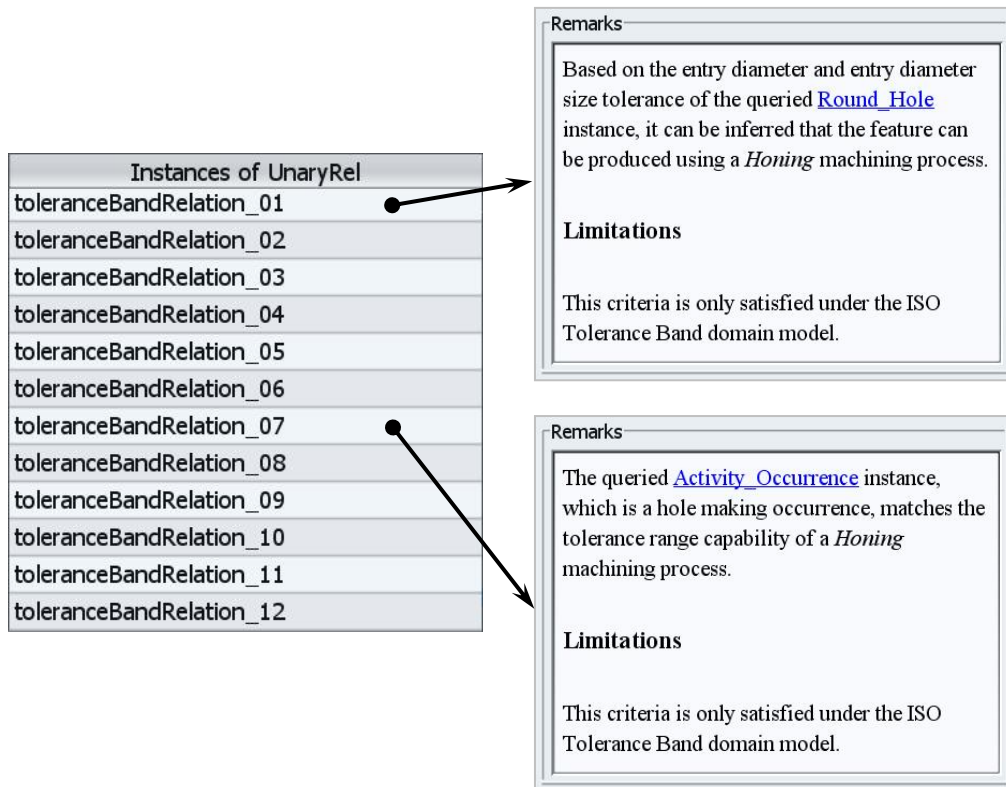 Instances of UnaryRel
toleranceBandRelation_01
toleranceBandRelation_02
toleranceBandRelation_03
toleranceBandRelation_04
toleranceBandRelation_05
toleranceBandRelation_06
toleranceBandRelation_07
toleranceBandRelation_08
toleranceBandRelation_09
toleranceBandRelation_10
toleranceBandRelation_11
toleranceBandRelation_12
Remarks
Based on the entry diameter and entry diameter
size tolerance of the queried Round_Hole
instance, it can be inferred that the feature can
be produced using a Honing machining process.
Limitations
This criteria is only satisfied under the ISO
Tolerance Band domain model.
Remarks
The queried Activity_Occurrence instance,
which is a hole making occurrence, matches the
tolerance range capability of a Honing
machining process.
Limitations
This criteria is only satisfied under the ISO
Tolerance Band domain model.